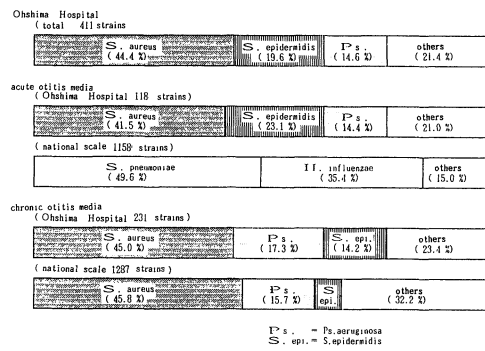 Ohshima Hospital
( total 411 strains )
S. aureus S. epidermidis Ps. others
( 44.4 % ) ( 19.6 % ) ( 14.6 % ) ( 21.4 % )
acute otitis media
( Ohshima Hospital 118 strains )
S. aureus S. epidermidis Ps. others
( 41.5 % ) ( 23.1 % ) ( 14.4 % ) ( 21.0 % )
( national scale 1158 strains )
S. pneumoniae H. influenzae others
( 49.6 % ) ( 35.4 % ) ( 15.0 % )
chronic otitis media
( Ohshima Hospital 231 strains )
S. aureus Ps. S. epi. others
( 45.0 % ) ( 17.3 % ) ( 14.2 % ) ( 23.4 % )
( national scale 1287 strains )
S. aureus Ps. S others
( 45.8 % ) ( 15.7 % ) epi. ( 32.2 % )
Ps. = Ps.aeruginosa
S. epi. = S.epidermidis